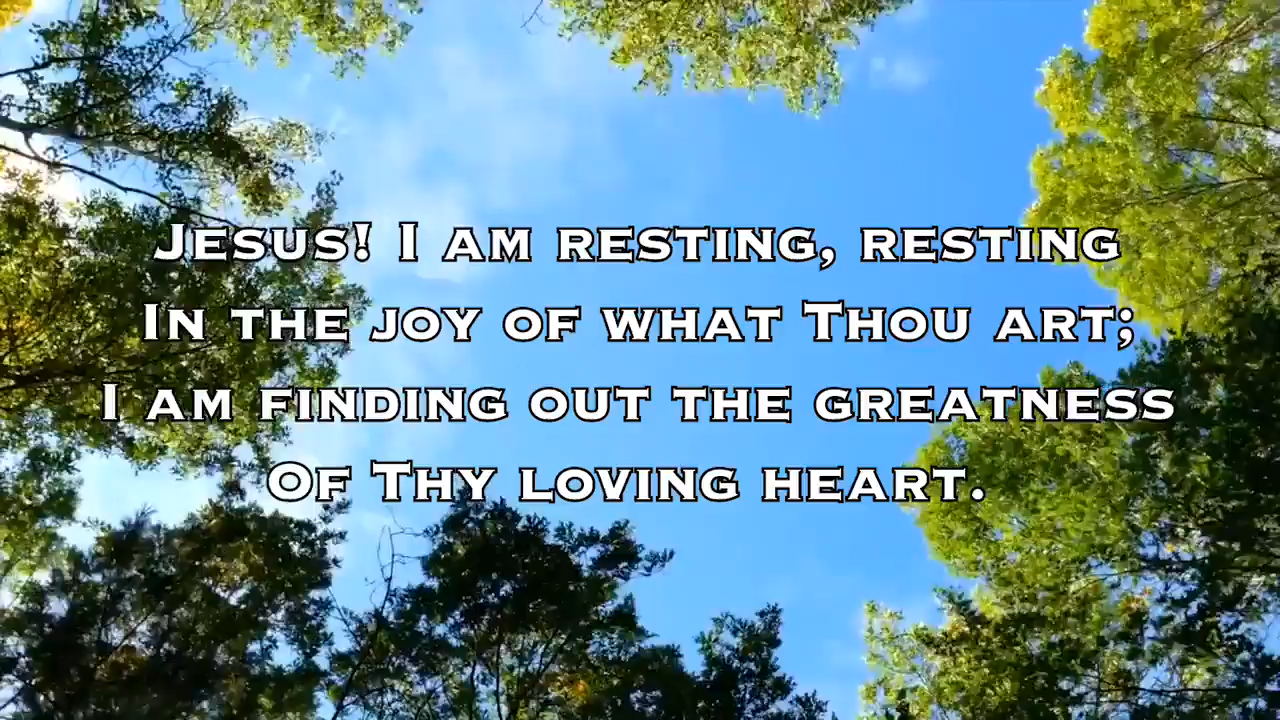 Jesus! I am resting, resting
In the joy of what Thou art;
I am finding out the greatness
Of Thy loving heart.